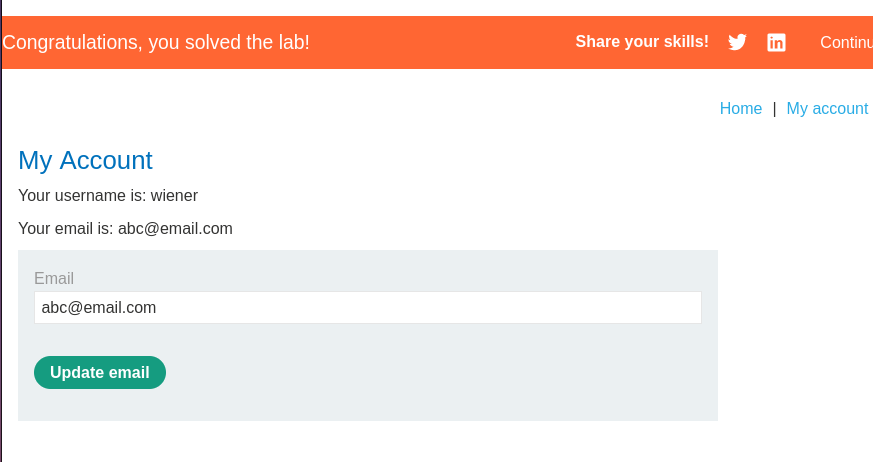 Congratulations, you solved the lab! Share your skills! Continu
Home | My account
My Account
Your username is: wiener
Your email is: abc@email.com
Email
abc@email.com
Update email